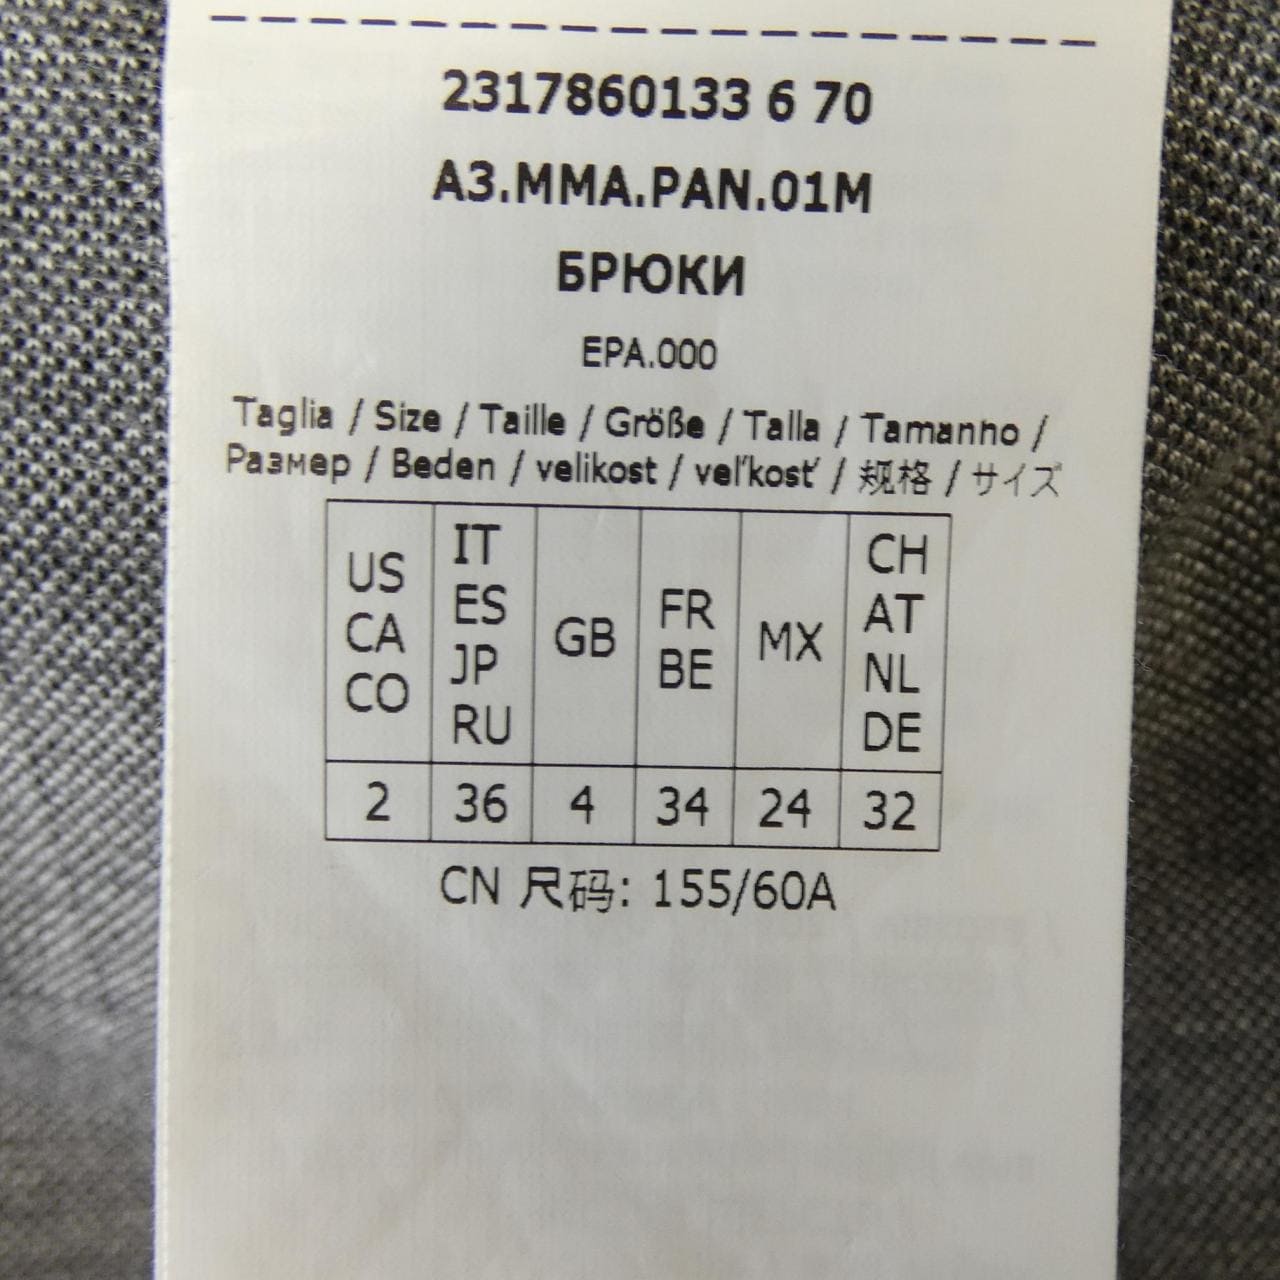 2317860133 6 70
A3.MMA.PAN.01M
БРЮКИ
EPA.000
Taglia / Size / Taille / Größe / Talla / Tamanho /
Размер / Beden / velikost / veľkosť / 规格 / サイズ
US CA CO | IT ES JP RU | GB | FR BE | MX | CH AT NL DE
2 | 36 | 4 | 34 | 24 | 32
CN 尺码: 155/60A